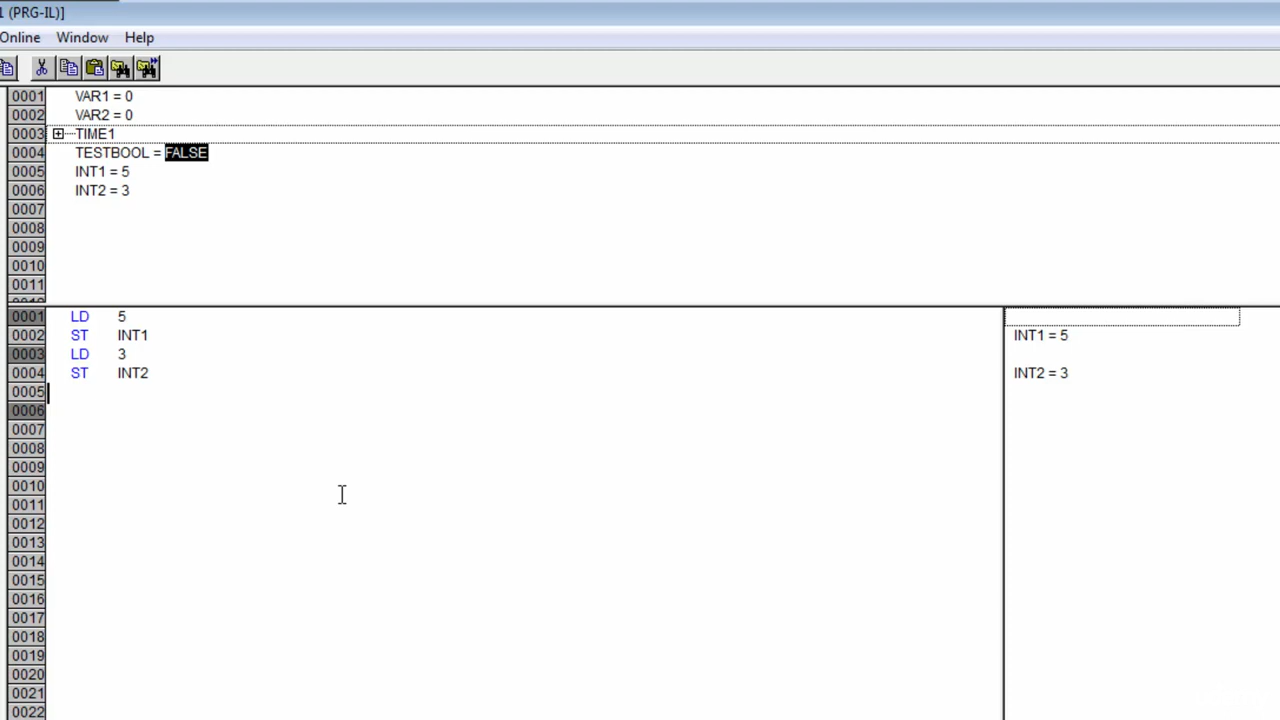 1 (PRG-IL)]
Online Window Help
0001 VAR1 = 0
0002 VAR2 = 0
0003 TIME1
0004 TESTBOOL = FALSE
0005 INT1 = 5
0006 INT2 = 3
0007
0008
0009
0010
0011
0001 LD 5
0002 ST INT1 INT1 = 5
0003 LD 3
0004 ST INT2 INT2 = 3
0005
0006
0007
0008
0009
0010
0011
0012
0013
0014
0015
0016
0017
0018
0019
0020
0021
0022